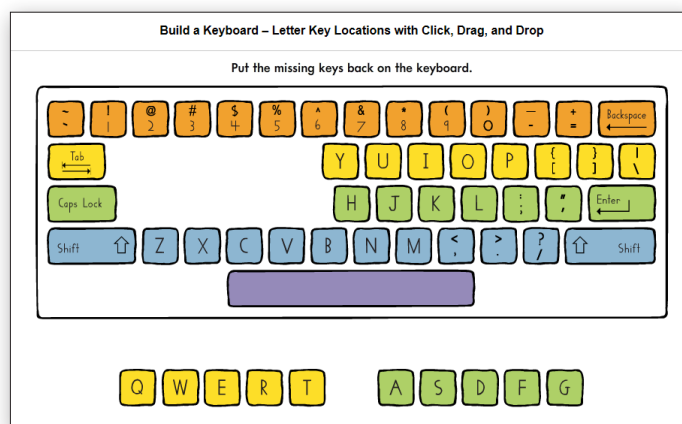 Build a Keyboard – Letter Key Locations with Click, Drag, and Drop
Put the missing keys back on the keyboard.
~ ! @ # $ % ^ & * ( ) — + Backspace
` 1 2 3 4 5 6 7 8 9 0 - =
Tab Y U I O P { } |
[ ] \
Caps Lock H J K L : " Enter
; '
Shift Z X C V B N M < > ? Shift
, . /
Q W E R T A S D F G